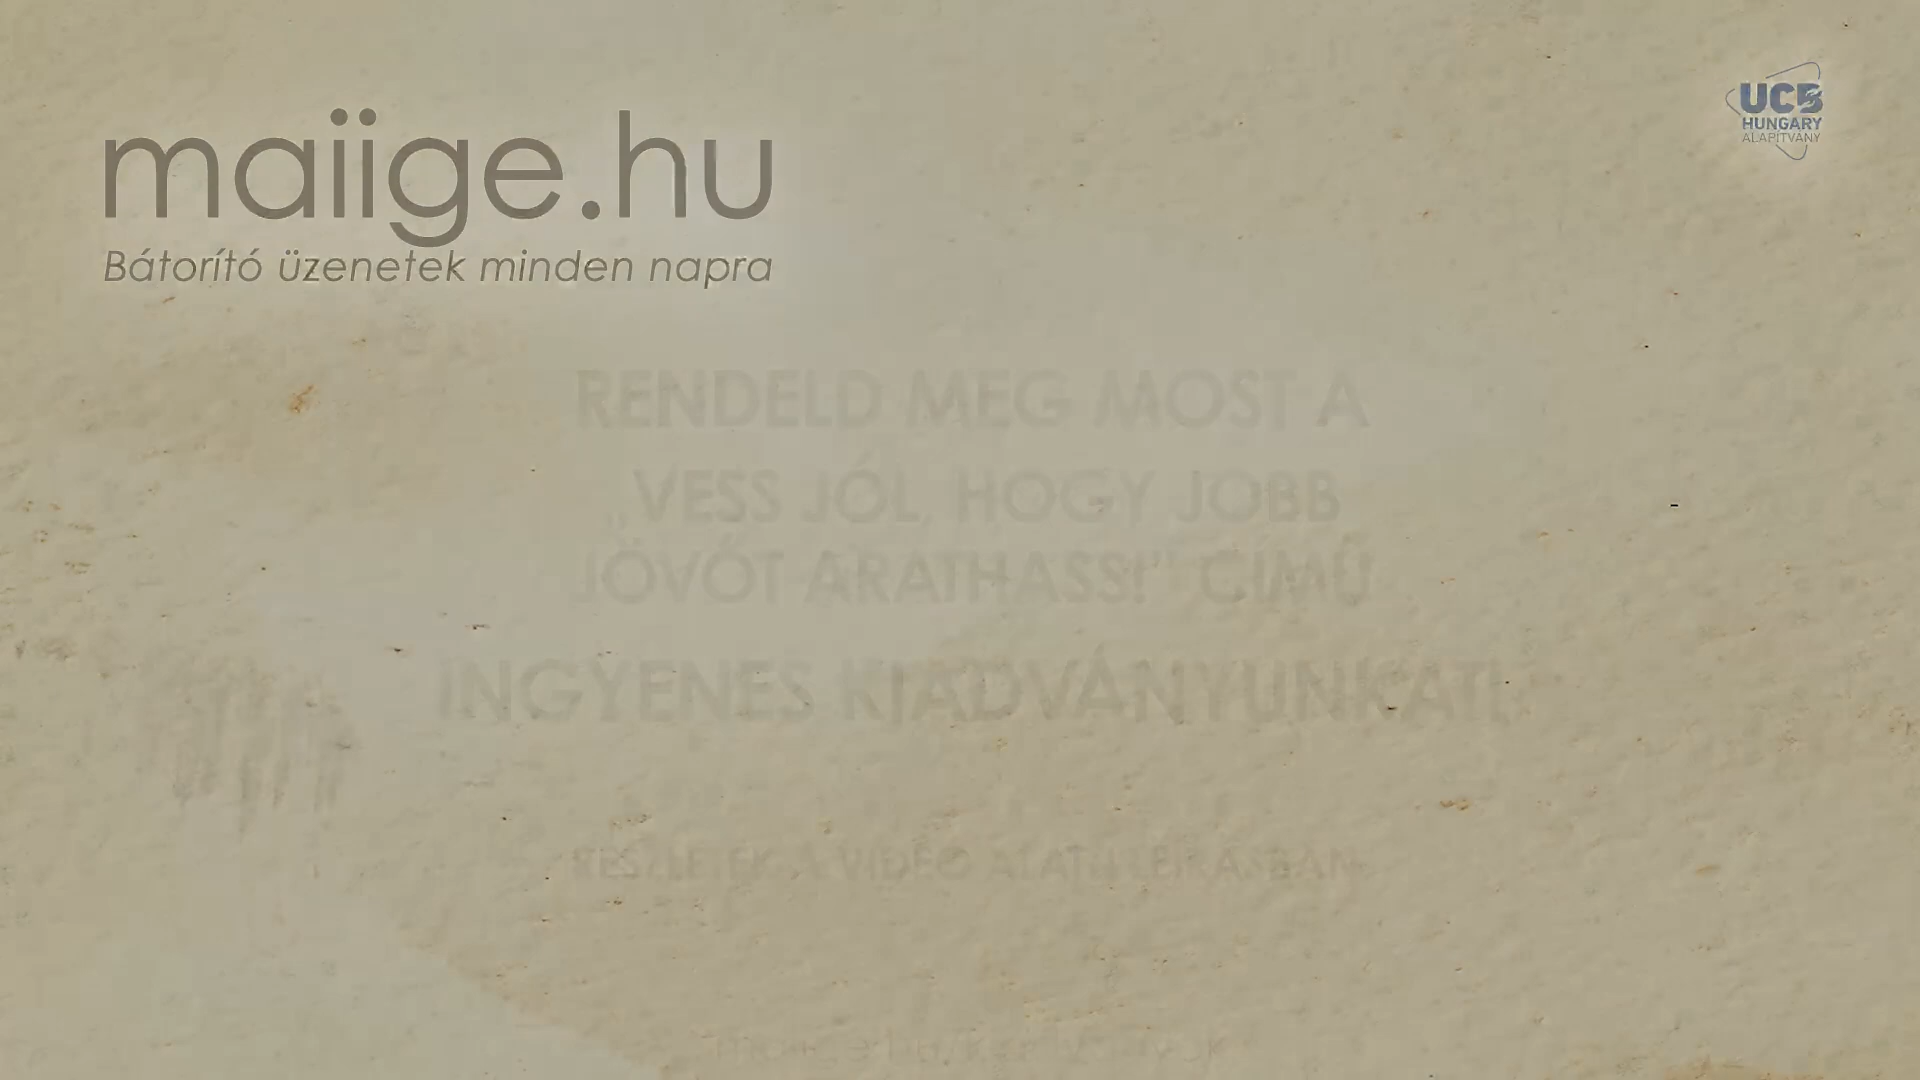 maiige.hu
Bátorító üzenetek minden napra
UCB
HUNGARY
ALAPÍTVÁNY
RENDELD MEG MOST A
„VESS JÓL, HOGY JOBB
JÖVŐT ARATHASS!" CÍMŰ
INGYENES KIADVÁNYUNKAT!
RÉSZLETEK A VIDEÓ ALATTI LEÍRÁSBAN